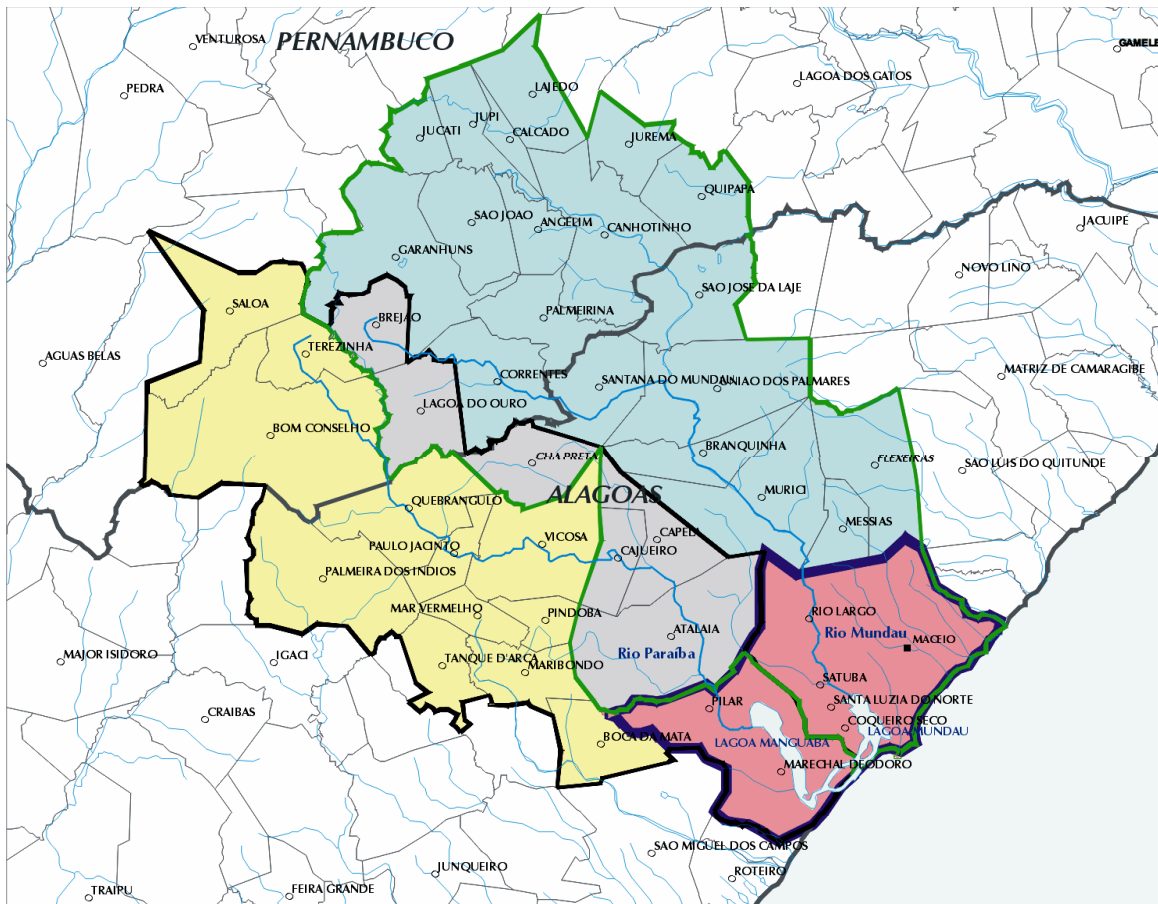 VENTUROSA
PERNAMBUCO
GAMELE
PEDRA
LAJEDO
LAGOA DOS GATOS
JUCATI
JUPI
CALCADO
JUREMA
QUIPAPA
SAO JOAO
ANGELIM
CANHOTINHO
JACUIPE
GARANHUNS
NOVO LINO
SAO JOSE DA LAJE
SALOA
BREJAO
PALMEIRINA
AGUAS BELAS
TEREZINHA
CORRENTES
SANTANA DO MUNDAU
UNIAO DOS PALMARES
MATRIZ DE CAMARAGIBE
LAGOA DO OURO
BOM CONSELHO
BRANQUINHA
CHA PRETA
FLEXEIRAS
SAO LUIS DO QUITUNDE
ALAGOAS
QUEBRANGULO
MURICI
MESSIAS
PAULO JACINTO
VICOSA
CAPELA
CAJUEIRO
PALMEIRA DOS INDIOS
MAR VERMELHO
PINDOBA
RIO LARGO
Rio Mundau
ATALAIA
MACEIO
MAJOR ISIDORO
IGACI
TANQUE D'ARCA
MARIBONDO
Rio Paraíba
SATUBA
CRAIBAS
PILAR
SANTA LUZIA DO NORTE
COQUEIRO SECO
LAGOA MUNDAU
BOCA DA MATA
LAGOA MANGUABA
MARECHAL DEODORO
SAO MIGUEL DOS CAMPOS
JUNQUEIRO
ROTEIRO
TRAIPU
FEIRA GRANDE